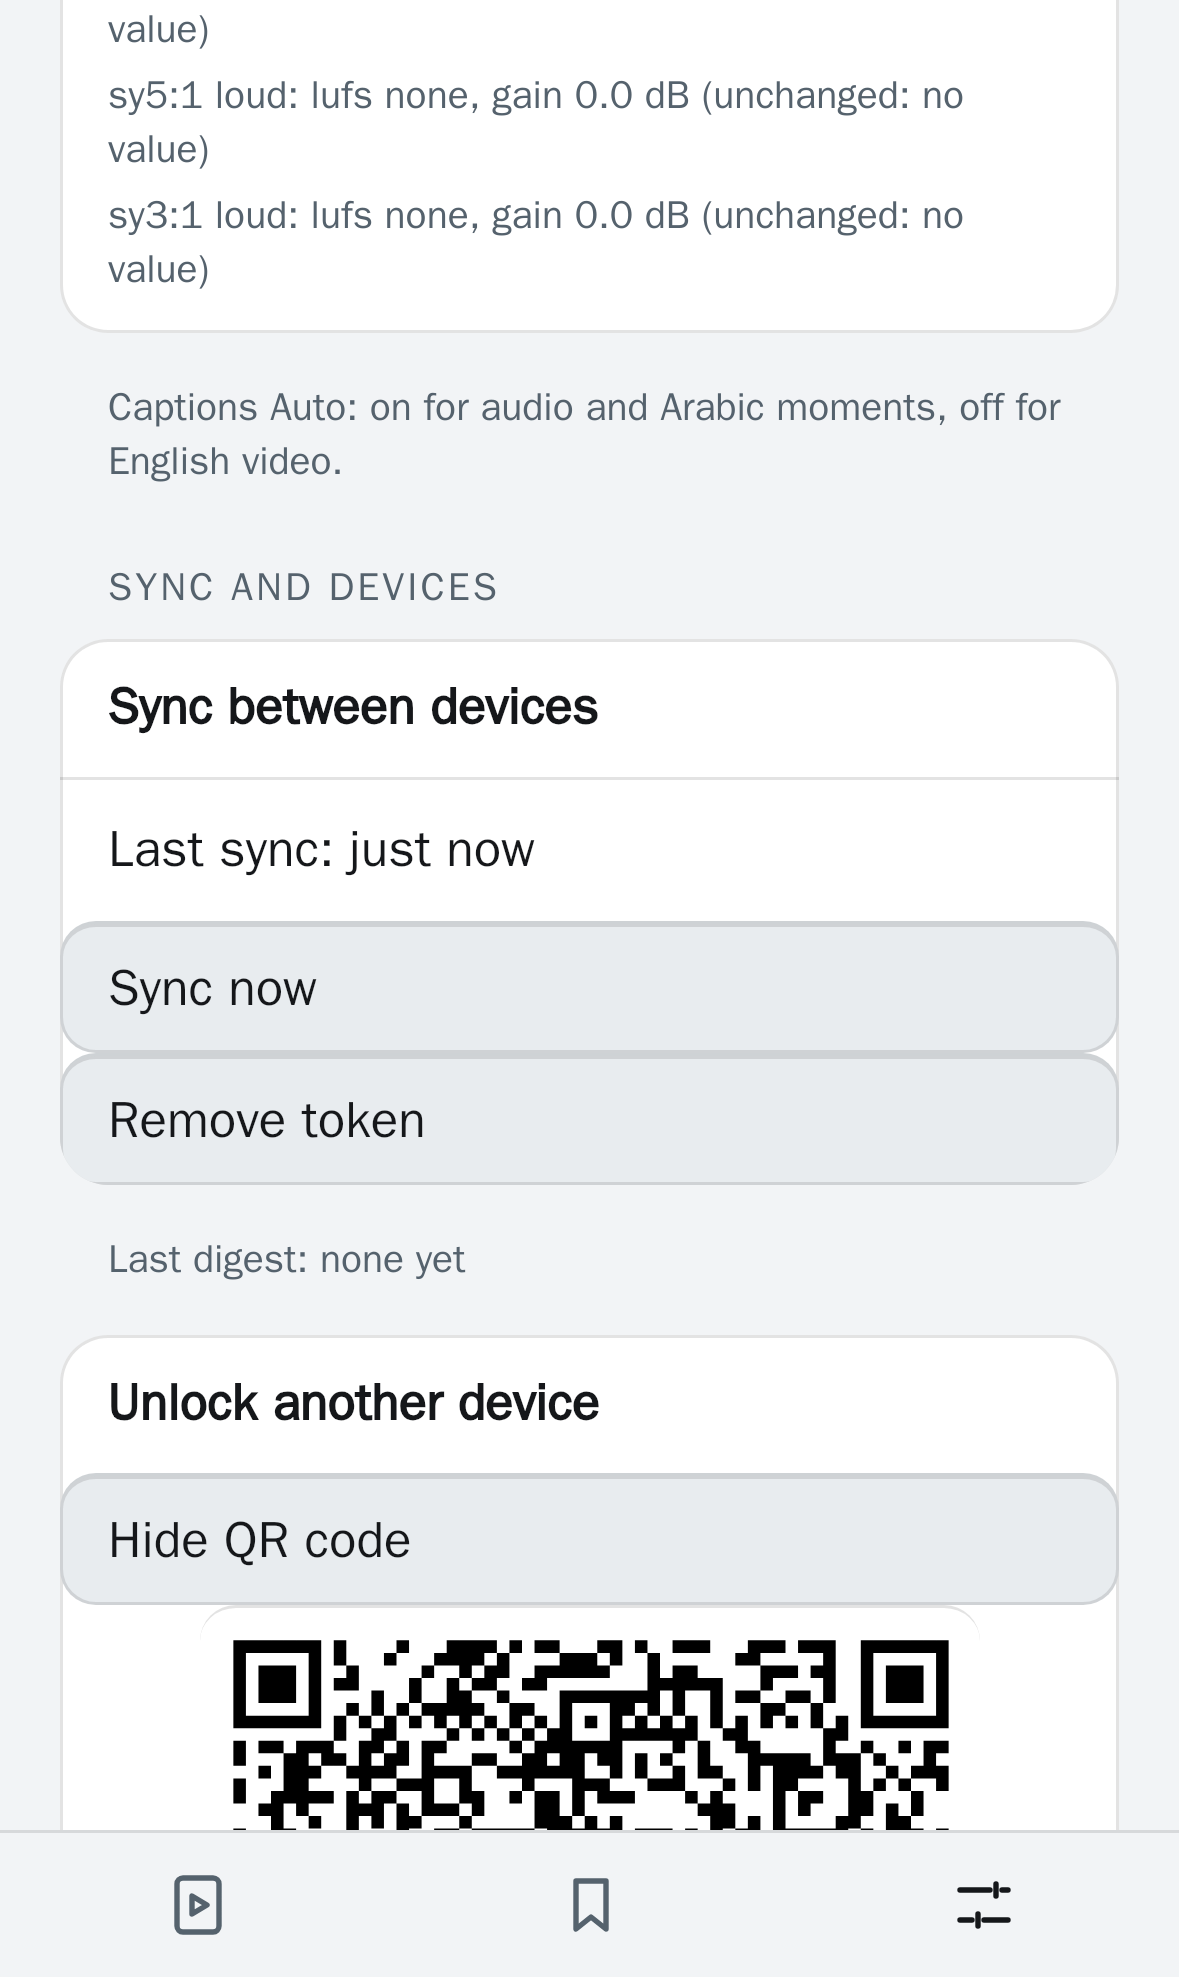 value)
sy5:1 loud: lufs none, gain 0.0 dB (unchanged: no
value)
sy3:1 loud: lufs none, gain 0.0 dB (unchanged: no
value)
Captions Auto: on for audio and Arabic moments, off for
English video.
SYNC AND DEVICES
Sync between devices
Last sync: just now
Sync now
Remove token
Last digest: none yet
Unlock another device
Hide QR code